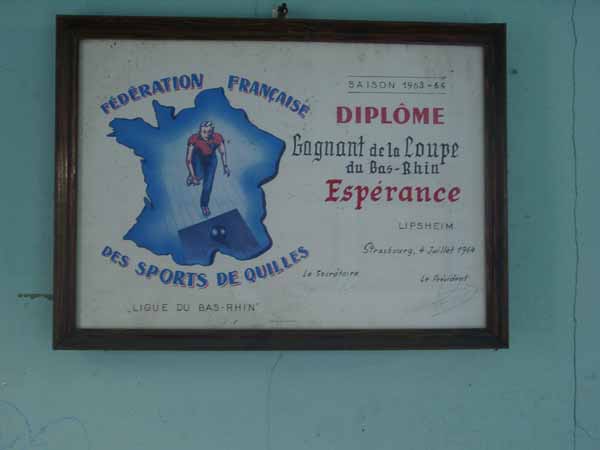 FÉDÉRATION FRANÇAISE
DES SPORTS DE QUILLES
„LIGUE DU BAS-RHIN"
SAISON 1963-64
DIPLÔME
Gagnant de la Coupe
du Bas-Rhin
Espérance
LIPSHEIM
Strasbourg, 4 Juillet 1964
Le Secrétaire
Le Président